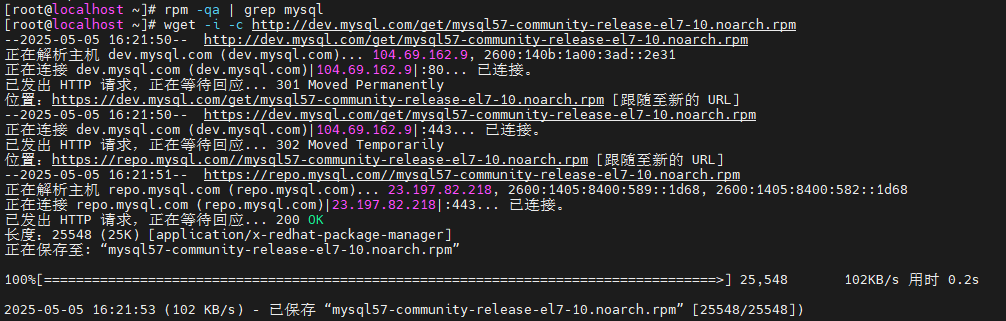 [root@localhost ~]# rpm -qa | grep mysql
[root@localhost ~]# wget -i -c http://dev.mysql.com/get/mysql57-community-release-el7-10.noarch.rpm
--2025-05-05 16:21:50--  http://dev.mysql.com/get/mysql57-community-release-el7-10.noarch.rpm
正在解析主机 dev.mysql.com (dev.mysql.com)... 104.69.162.9, 2600:140b:1a00:3ad::2e31
正在连接 dev.mysql.com (dev.mysql.com)|104.69.162.9|:80... 已连接。
已发出 HTTP 请求，正在等待回应... 301 Moved Permanently
位置：https://dev.mysql.com/get/mysql57-community-release-el7-10.noarch.rpm [跟随至新的 URL]
--2025-05-05 16:21:50--  https://dev.mysql.com/get/mysql57-community-release-el7-10.noarch.rpm
正在连接 dev.mysql.com (dev.mysql.com)|104.69.162.9|:443... 已连接。
已发出 HTTP 请求，正在等待回应... 302 Moved Temporarily
位置：https://repo.mysql.com//mysql57-community-release-el7-10.noarch.rpm [跟随至新的 URL]
--2025-05-05 16:21:51--  https://repo.mysql.com//mysql57-community-release-el7-10.noarch.rpm
正在解析主机 repo.mysql.com (repo.mysql.com)... 23.197.82.218, 2600:1405:8400:589::1d68, 2600:1405:8400:582::1d68
正在连接 repo.mysql.com (repo.mysql.com)|23.197.82.218|:443... 已连接。
已发出 HTTP 请求，正在等待回应... 200 OK
长度：25548 (25K) [application/x-redhat-package-manager]
正在保存至: “mysql57-community-release-el7-10.noarch.rpm”
100%[======================================================================================>] 25,548      102KB/s 用时 0.2s
2025-05-05 16:21:53 (102 KB/s) - 已保存 “mysql57-community-release-el7-10.noarch.rpm” [25548/25548])